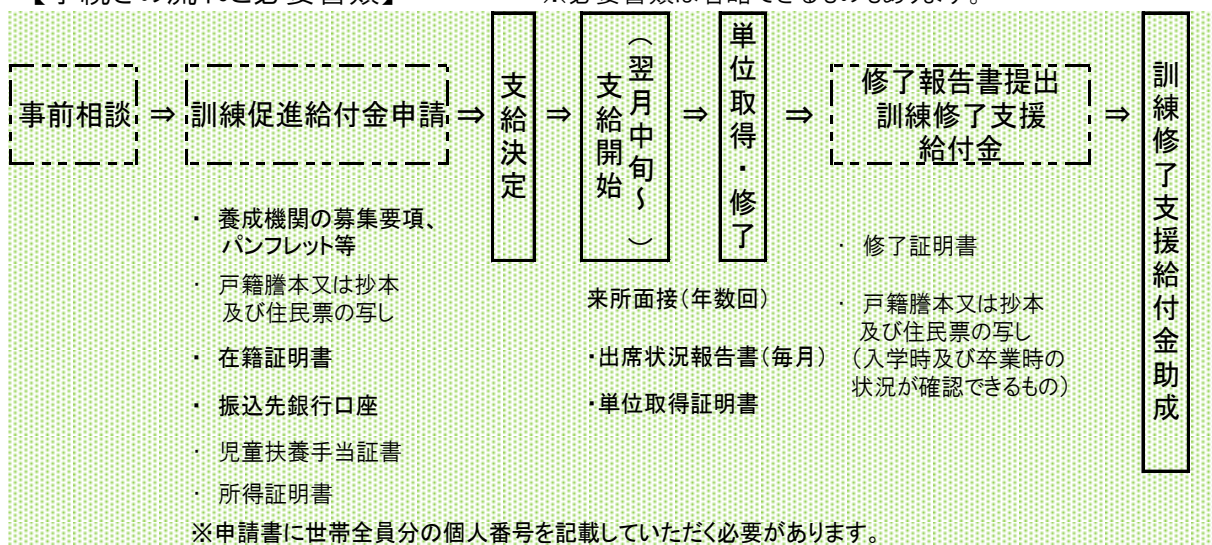 【手続きの流れと必要書類】 ※必要書類は省略できるものもあります。
事前相談
⇒
訓練促進給付金申請
⇒
支給決定
⇒
支給開始
（翌月中旬～）
⇒
単位取得・修了
⇒
修了報告書提出
訓練修了支援
給付金
⇒
訓練修了支援給付金助成
・ 養成機関の募集要項、
パンフレット等
・ 戸籍謄本又は抄本
及び住民票の写し
・ 在籍証明書
・ 振込先銀行口座
・ 児童扶養手当証書
・ 所得証明書
来所面接（年数回）
・出席状況報告書（毎月）
・単位取得証明書
・ 修了証明書
・ 戸籍謄本又は抄本
及び住民票の写し
（入学時及び卒業時の
状況が確認できるもの）
※申請書に世帯全員分の個人番号を記載していただく必要があります。